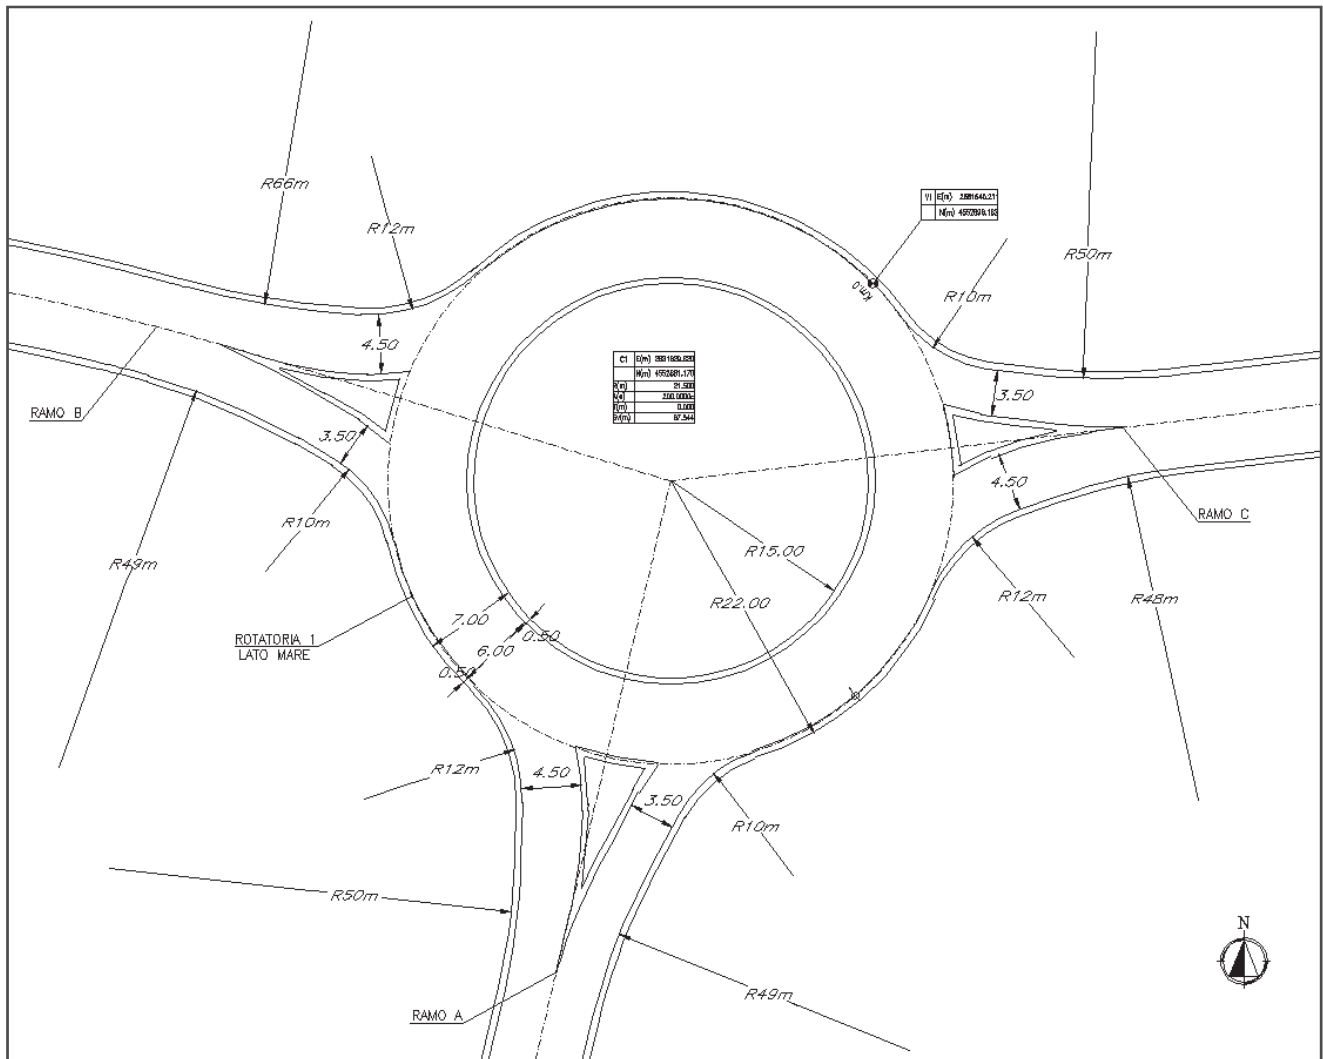 R66m
R12m
V1 E(m)
N(m)
R50m
R10m
Km.0
4.50
C1 E(m)
N(m)
21.500
0.000
3.50
RAMO B
3.50
4.50
R10m
RAMO C
R49m
R15.00
R22.00
R12m
R48m
7.00
0.50
6.00
ROTATORIA 1
LATO MARE
0.50
R12m
4.50
3.50
R10m
R50m
N
R49m
RAMO A